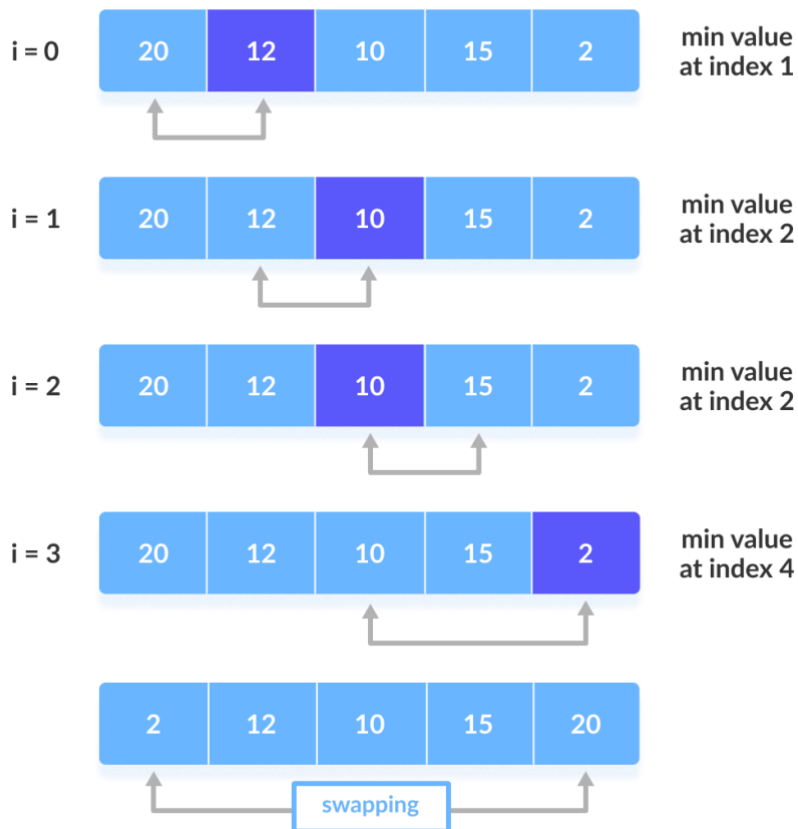 i = 0 20 12 10 15 2 min value
at index 1
i = 1 20 12 10 15 2 min value
at index 2
i = 2 20 12 10 15 2 min value
at index 2
i = 3 20 12 10 15 2 min value
at index 4
2 12 10 15 20
swapping